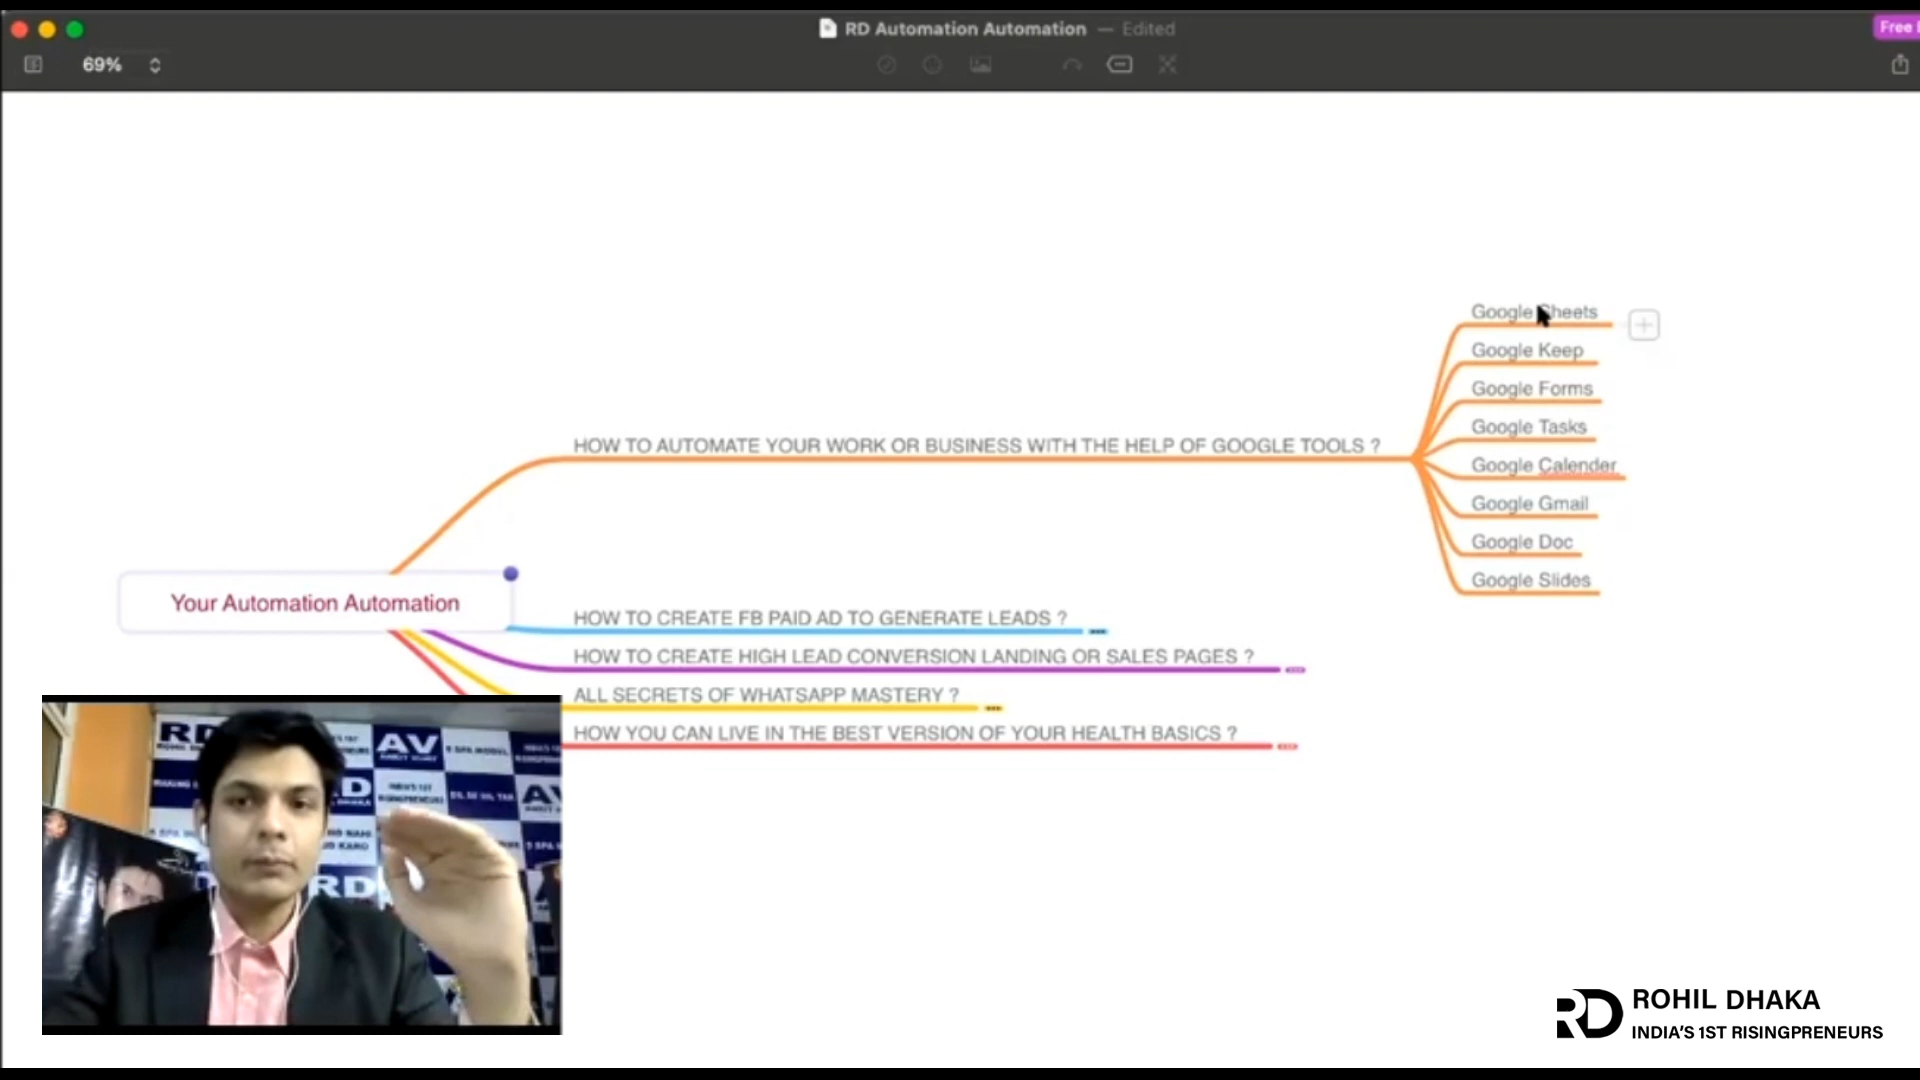 RD Automation Automation — Edited
Free
69%
Google Sheets
Google Keep
Google Forms
HOW TO AUTOMATE YOUR WORK OR BUSINESS WITH THE HELP OF GOOGLE TOOLS ?
Google Tasks
Google Calender
Google Gmail
Google Doc
Google Slides
Your Automation Automation
HOW TO CREATE FB PAID AD TO GENERATE LEADS ?
HOW TO CREATE HIGH LEAD CONVERSION LANDING OR SALES PAGES ?
ALL SECRETS OF WHATSAPP MASTERY ?
HOW YOU CAN LIVE IN THE BEST VERSION OF YOUR HEALTH BASICS ?
RD
AV
RD
RD ROHIL DHAKA
INDIA'S 1ST RISINGPRENEURS